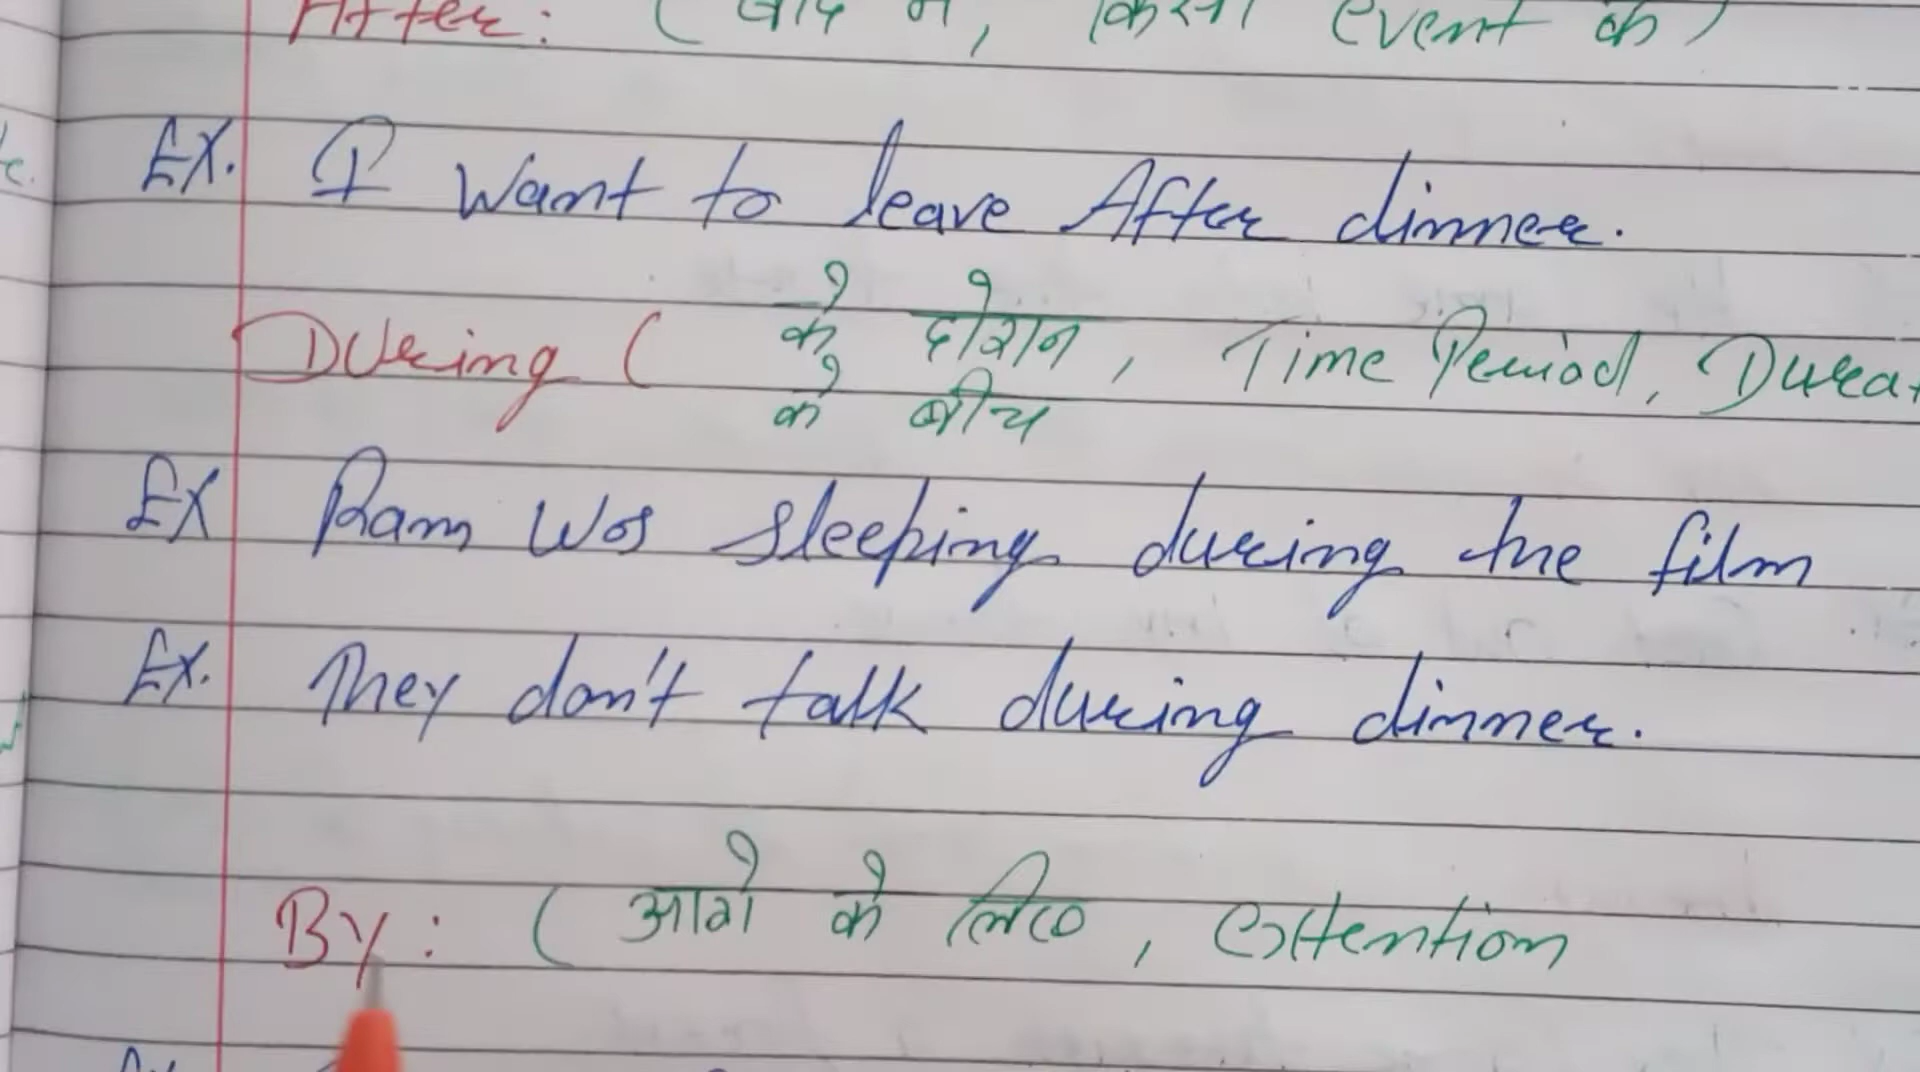 After: ( बाद में, किसी event के )
EX. I Want to leave After dinner.
During ( के दोरान, Time Period, Durat
के बीच
EX Ram Was sleeping during the film
EX. They don't talk during dinner.
By: ( आगे के लिए, extention